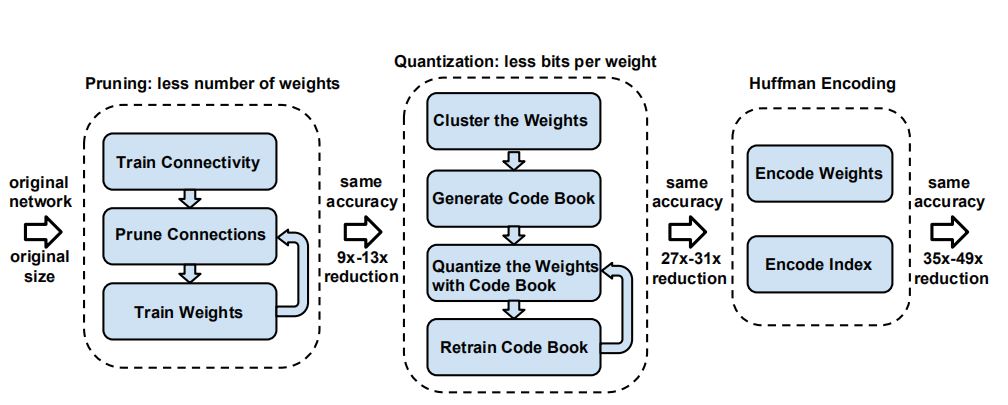 original
network
original
size
Pruning: less number of weights
Train Connectivity
Prune Connections
Train Weights
same
accuracy
9x-13x
reduction
Quantization: less bits per weight
Cluster the Weights
Generate Code Book
Quantize the Weights
with Code Book
Retrain Code Book
same
accuracy
27x-31x
reduction
Huffman Encoding
Encode Weights
Encode Index
same
accuracy
35x-49x
reduction